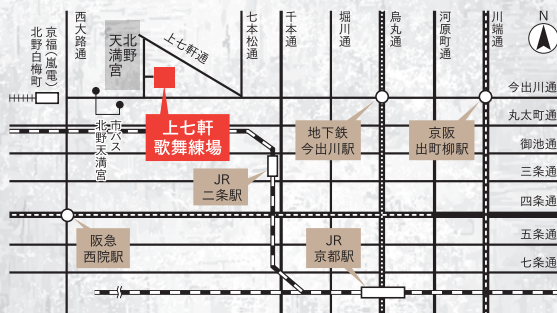 西大路通
七本松通
千本通
堀川通
烏丸通
河原町通
川端通
N
京福(嵐電)
北野白梅町
北野
天満宮
上七軒通
今出川通
丸太町通
御池通
三条通
四条通
五条通
七条通
市バス
北野天満宮
上七軒
歌舞練場
地下鉄
今出川駅
京阪
出町柳駅
JR
二条駅
阪急
西院駅
JR
京都駅